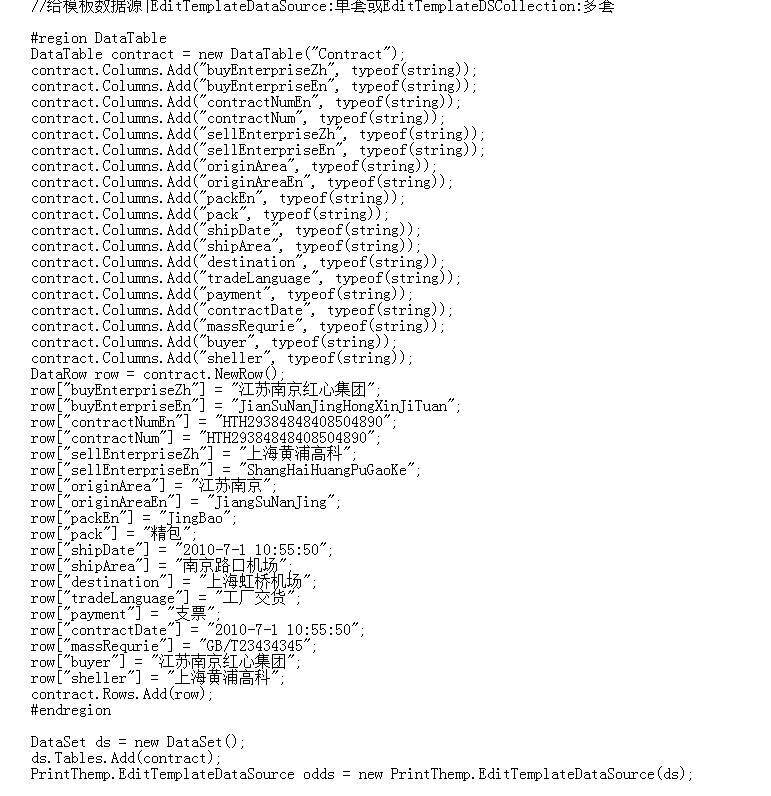 //给模板数据源|EditTemplateDataSource:单套或EditTemplateDSCollection:多套
#region DataTable
DataTable contract = new DataTable("Contract");
contract.Columns.Add("buyEnterpriseZh", typeof(string));
contract.Columns.Add("buyEnterpriseEn", typeof(string));
contract.Columns.Add("contractNumEn", typeof(string));
contract.Columns.Add("contractNum", typeof(string));
contract.Columns.Add("sellEnterpriseZh", typeof(string));
contract.Columns.Add("sellEnterpriseEn", typeof(string));
contract.Columns.Add("originArea", typeof(string));
contract.Columns.Add("originAreaEn", typeof(string));
contract.Columns.Add("packEn", typeof(string));
contract.Columns.Add("pack", typeof(string));
contract.Columns.Add("shipDate", typeof(string));
contract.Columns.Add("shipArea", typeof(string));
contract.Columns.Add("destination", typeof(string));
contract.Columns.Add("tradeLanguage", typeof(string));
contract.Columns.Add("payment", typeof(string));
contract.Columns.Add("contractDate", typeof(string));
contract.Columns.Add("massRequrie", typeof(string));
contract.Columns.Add("buyer", typeof(string));
contract.Columns.Add("sheller", typeof(string));
DataRow row = contract.NewRow();
row["buyEnterpriseZh"] = "江苏南京红心集团";
row["buyEnterpriseEn"] = "JianSuNanJingHongXinJiTuan";
row["contractNumEn"] = "HTH29384848408504890";
row["contractNum"] = "HTH29384848408504890";
row["sellEnterpriseZh"] = "上海黄浦高科";
row["sellEnterpriseEn"] = "ShangHaiHuangPuGaoKe";
row["originArea"] = "江苏南京";
row["originAreaEn"] = "JiangSuNanJing";
row["packEn"] = "JingBao";
row["pack"] = "精包";
row["shipDate"] = "2010-7-1 10:55:50";
row["shipArea"] = "南京路口机场";
row["destination"] = "上海虹桥机场";
row["tradeLanguage"] = "工厂交货";
row["payment"] = "支票";
row["contractDate"] = "2010-7-1 10:55:50";
row["massRequrie"] = "GB/T23434345";
row["buyer"] = "江苏南京红心集团";
row["sheller"] = "上海黄浦高科";
contract.Rows.Add(row);
#endregion
DataSet ds = new DataSet();
ds.Tables.Add(contract);
PrintThemp.EditTemplateDataSource odds = new PrintThemp.EditTemplateDataSource(ds);